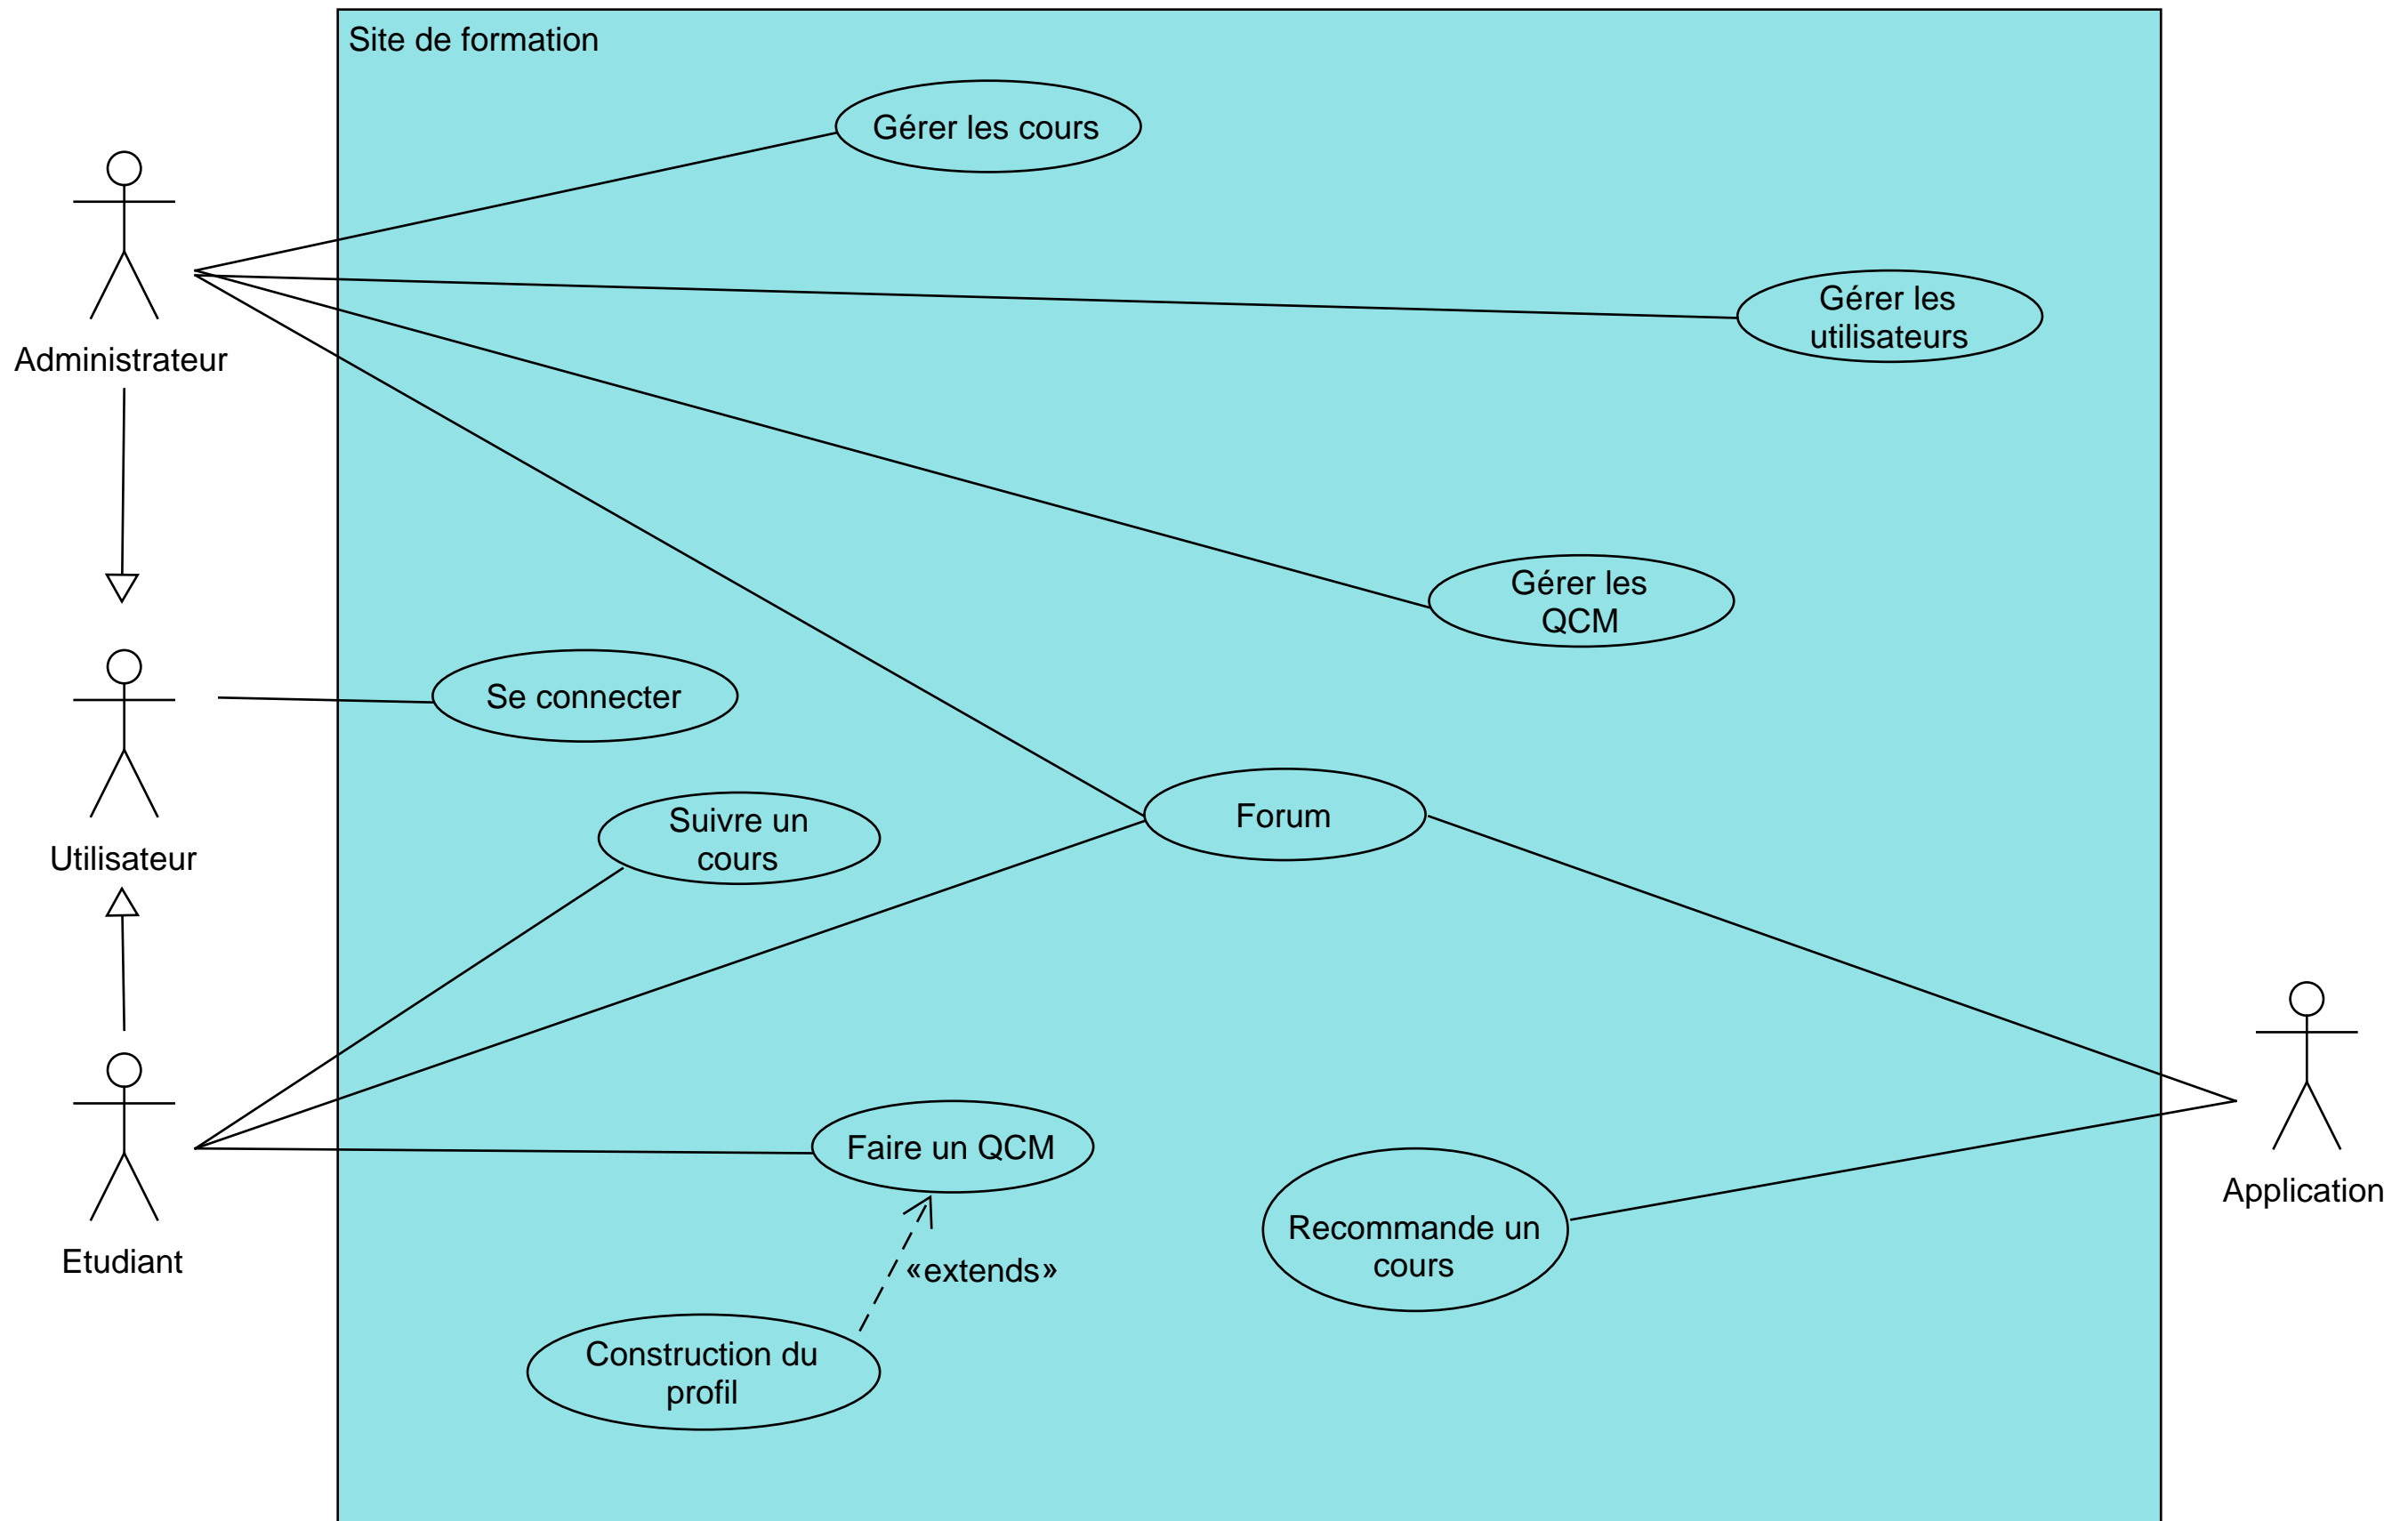 Site de formation
Gérer les cours
Gérer les
utilisateurs
Administrateur
Gérer les
QCM
Se connecter
Suivre un
cours
Forum
Utilisateur
Faire un QCM
Application
Recommande un
cours
Etudiant
«extends»
Construction du
profil